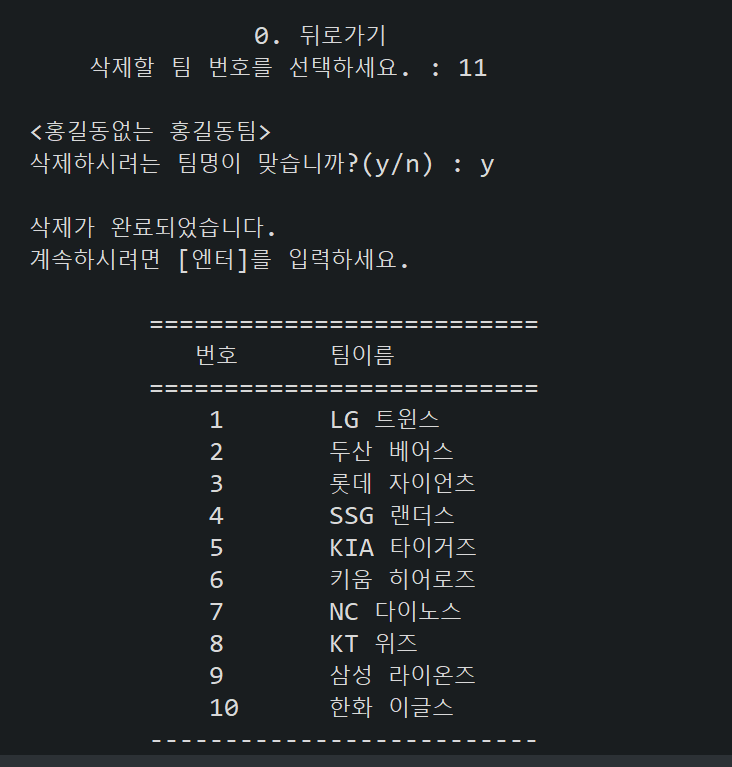 0. 뒤로가기
삭제할 팀 번호를 선택하세요. : 11
<홍길동없는 홍길동팀>
삭제하시려는 팀명이 맞습니까?(y/n) : y
삭제가 완료되었습니다.
계속하시려면 [엔터]를 입력하세요.
==========================
번호 팀이름
==========================
1 LG 트윈스
2 두산 베어스
3 롯데 자이언츠
4 SSG 랜더스
5 KIA 타이거즈
6 키움 히어로즈
7 NC 다이노스
8 KT 위즈
9 삼성 라이온즈
10 한화 이글스
--------------------------